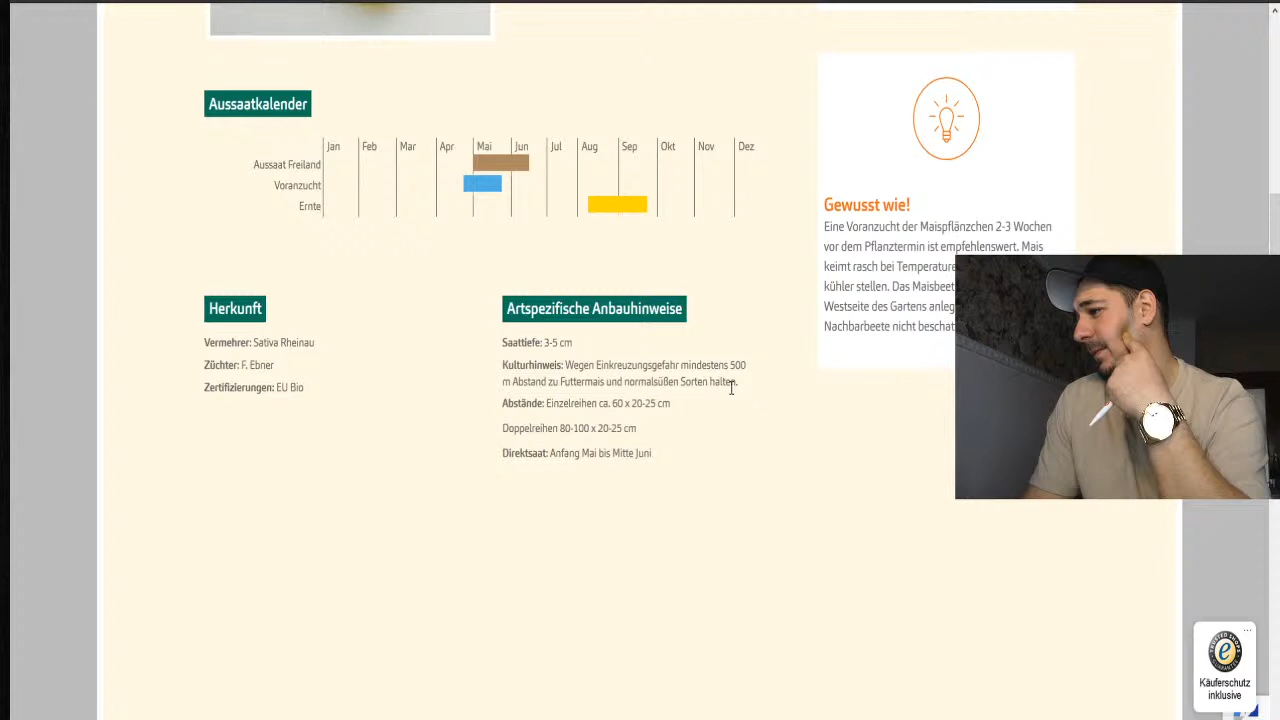 Aussaatkalender
Jan Feb Mar Apr Mai Jun Jul Aug Sep Okt Nov Dez
Aussaat Freiland
Voranzucht
Ernte
Herkunft
Vermehrer: Sativa Rheinau
Züchter: F. Ebner
Zertifizierungen: EU Bio
Artspezifische Anbauhinweise
Saattiefe: 3-5 cm
Kulturhinweis: Wegen Einkreuzungsgefahr mindestens 500
m Abstand zu Futtermais und normalsüßen Sorten halten.
Abstände: Einzelreihen ca. 60 x 20-25 cm
Doppelreihen 80-100 x 20-25 cm
Direktsaat: Anfang Mai bis Mitte Juni
Gewusst wie!
Eine Voranzucht der Maispflänzchen 2-3 Wochen
vor dem Pflanztermin ist empfehlenswert. Mais
keimt rasch bei Temperature
kühler stellen. Das Maisbeet
Westseite des Gartens anleg
Nachbarbeete nicht beschat
TRUSTED SHOPS
GUARANTEE
Käuferschutz
inklusive